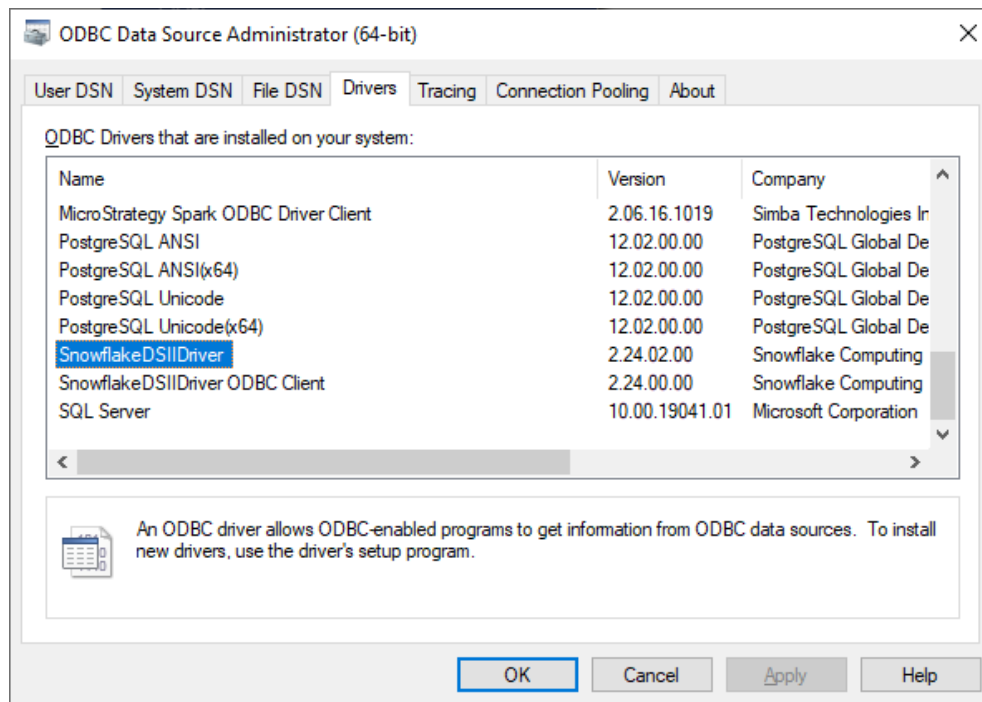 ODBC Data Source Administrator (64-bit)
User DSN System DSN File DSN Drivers Tracing Connection Pooling About
ODBC Drivers that are installed on your system:
Name Version Company
MicroStrategy Spark ODBC Driver Client 2.06.16.1019 Simba Technologies In
PostgreSQL ANSI 12.02.00.00 PostgreSQL Global De
PostgreSQL ANSI(x64) 12.02.00.00 PostgreSQL Global De
PostgreSQL Unicode 12.02.00.00 PostgreSQL Global De
PostgreSQL Unicode(x64) 12.02.00.00 PostgreSQL Global De
SnowflakeDSIIDriver 2.24.02.00 Snowflake Computing
SnowflakeDSIIDriver ODBC Client 2.24.00.00 Snowflake Computing
SQL Server 10.00.19041.01 Microsoft Corporation
An ODBC driver allows ODBC-enabled programs to get information from ODBC data sources. To install
new drivers, use the driver's setup program.
OK Cancel Apply Help